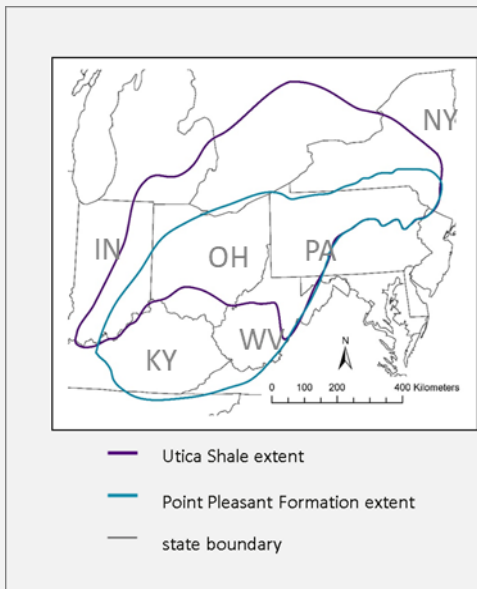 NY
IN
OH
PA
KY
WV
N
0 100 200 400 Kilometers
Utica Shale extent
Point Pleasant Formation extent
state boundary